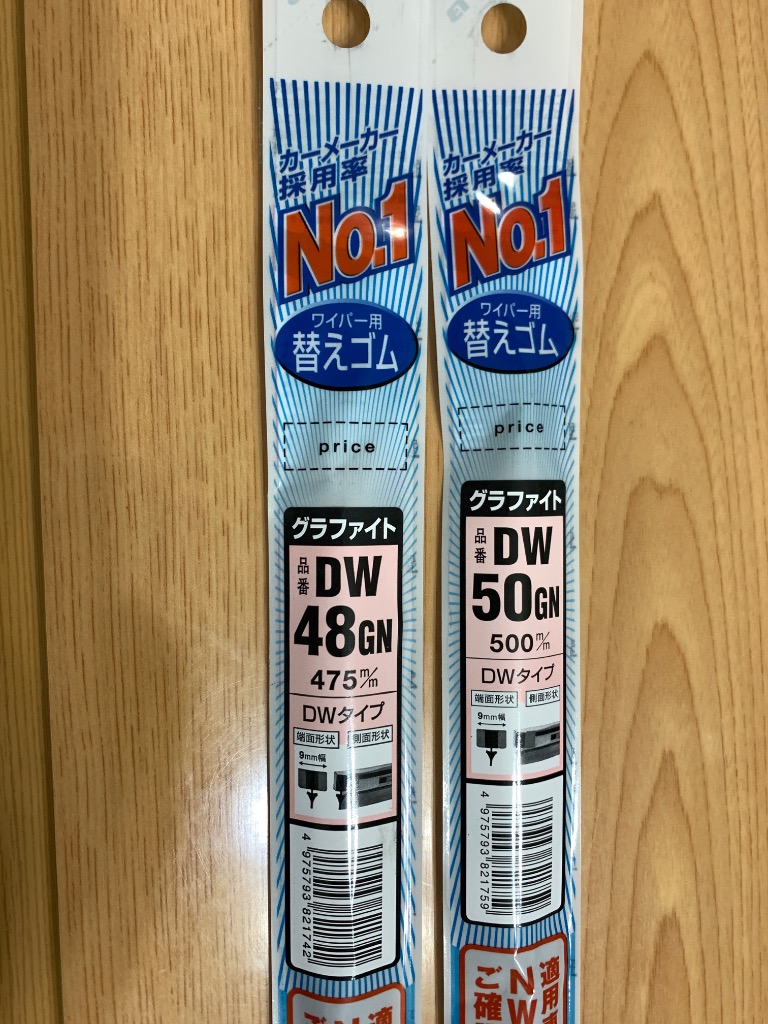 カーメーカー
採用率
No.1
ワイパー用
替えゴム
price
グラファイト
品番 DW
48GN
475m/m
DWタイプ
端面形状 側面形状
9mm幅
4 975793 821742
カーメーカー
採用率
No.1
ワイパー用
替えゴム
price
グラファイト
品番 DW
50GN
500m/m
DWタイプ
端面形状 側面形状
9mm幅
4 975793 821759
適用
NW
ご確